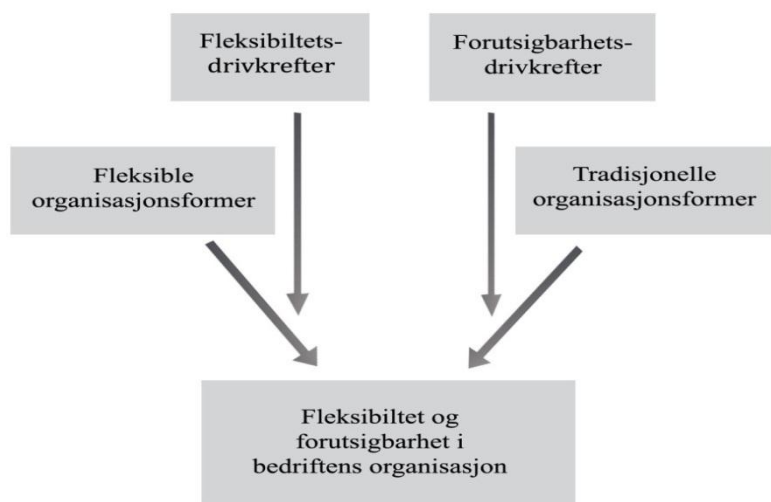 Fleksibiltets-
drivkrefter
Forutsigbarhets-
drivkrefter
Fleksible
organisasjonsformer
Tradisjonelle
organisasjonsformer
Fleksibiltet og
forutsigbarhet i
bedriftens organisasjon